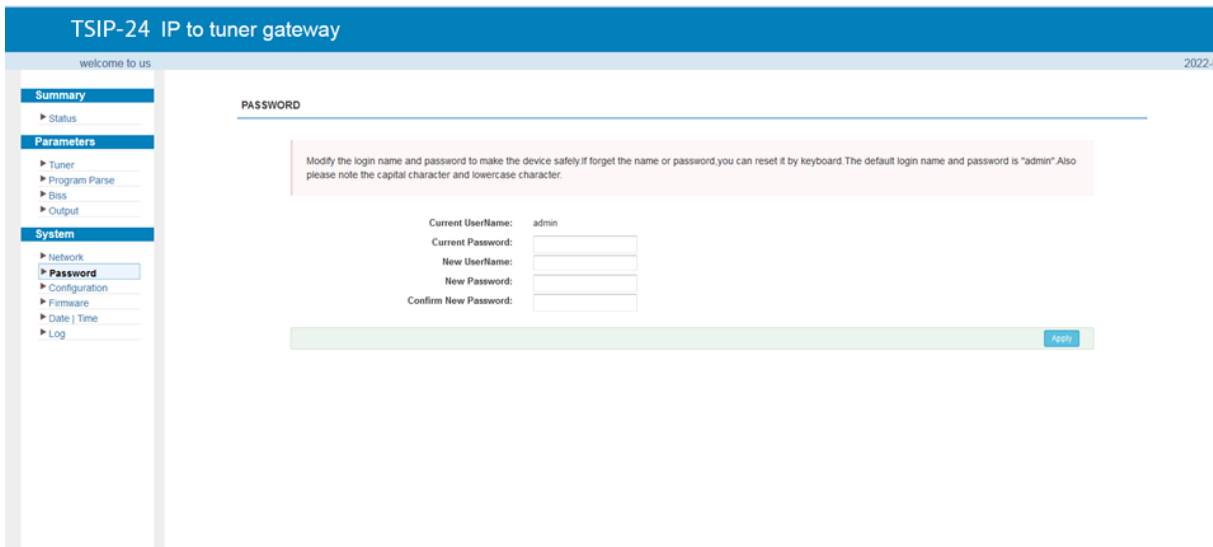 TSIP-24 IP to tuner gateway
welcome to us
2022-
Summary
Status
Parameters
Tuner
Program Parse
Biss
Output
System
Network
Password
Configuration
Firmware
Date | Time
Log
PASSWORD
Modify the login name and password to make the device safely.If forget the name or password,you can reset it by keyboard.The default login name and password is "admin".Also
please note the capital character and lowercase character.
Current UserName: admin
Current Password:
New UserName:
New Password:
Confirm New Password:
Apply